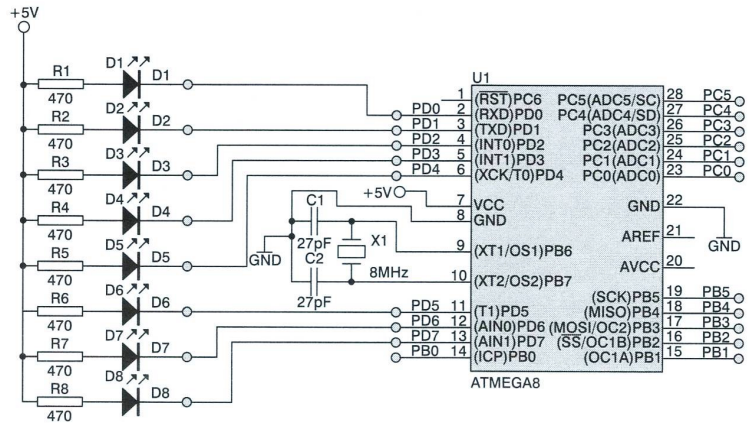 +5V
R1
470
D1
D1
R2
470
D2
D2
R3
470
D3
D3
R4
470
D4
D4
R5
470
D5
D5
R6
470
D6
D6
R7
470
D7
D7
R8
470
D8
D8
+5V
C1
27pF
C2
27pF
GND
X1
8MHz
U1
1 (RST)PC6 PC5(ADC5/SC) 28 PC5
PD0 2 (RXD)PD0 PC4(ADC4/SD) 27 PC4
PD1 3 (TXD)PD1 PC3(ADC3) 26 PC3
PD2 4 (INT0)PD2 PC2(ADC2) 25 PC2
PD3 5 (INT1)PD3 PC1(ADC1) 24 PC1
PD4 6 (XCK/T0)PD4 PC0(ADC0) 23 PC0
7 VCC GND 22
8 GND
GND
AREF 21
9 (XT1/OS1)PB6
AVCC 20
10 (XT2/OS2)PB7
(SCK)PB5 19 PB5
PD5 11 (T1)PD5 (MISO)PB4 18 PB4
PD6 12 (AIN0)PD6 (MOSI/OC2)PB3 17 PB3
PD7 13 (AIN1)PD7 (SS/OC1B)PB2 16 PB2
PB0 14 (ICP)PB0 (OC1A)PB1 15 PB1
ATMEGA8